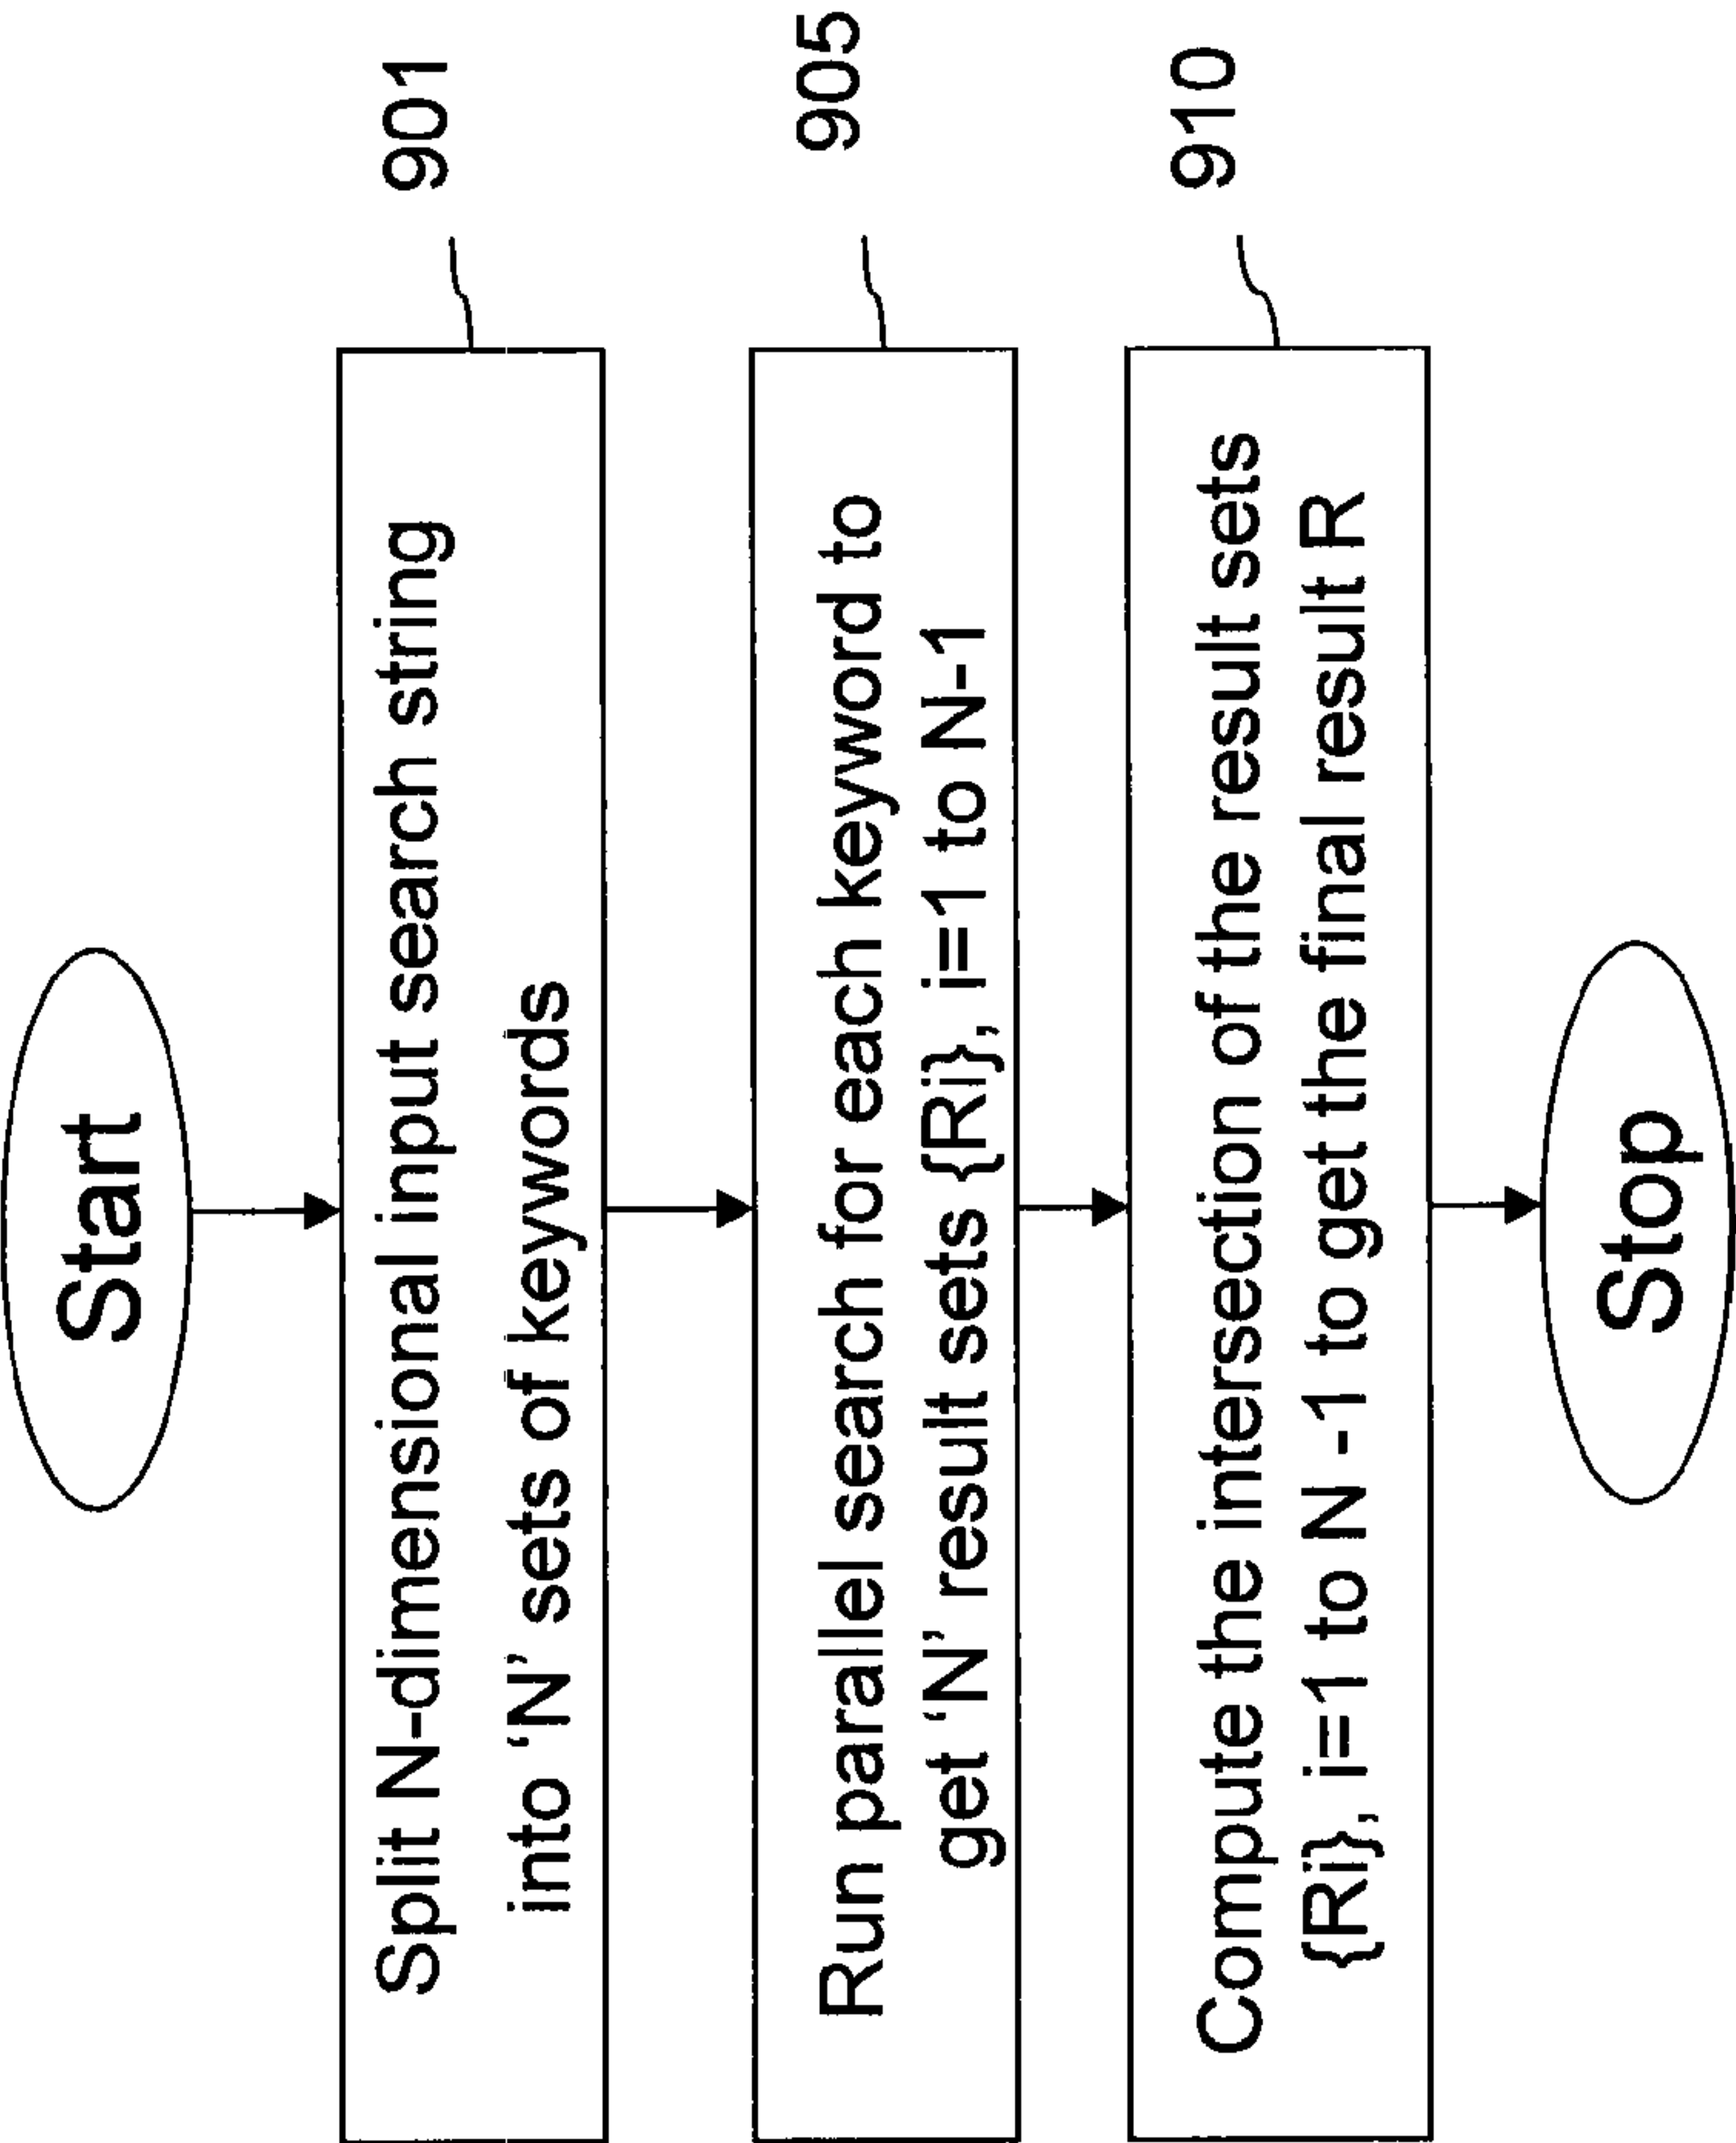 Start
Split N-dimensional input search string
into ‘N’ sets of keywords
901
Run parallel search for each keyword to
get ‘N’ result sets {Ri}, i=1 to N-1
905
Compute the intersection of the result sets
{Ri}, i=1 to N -1 to get the final result R
910
Stop